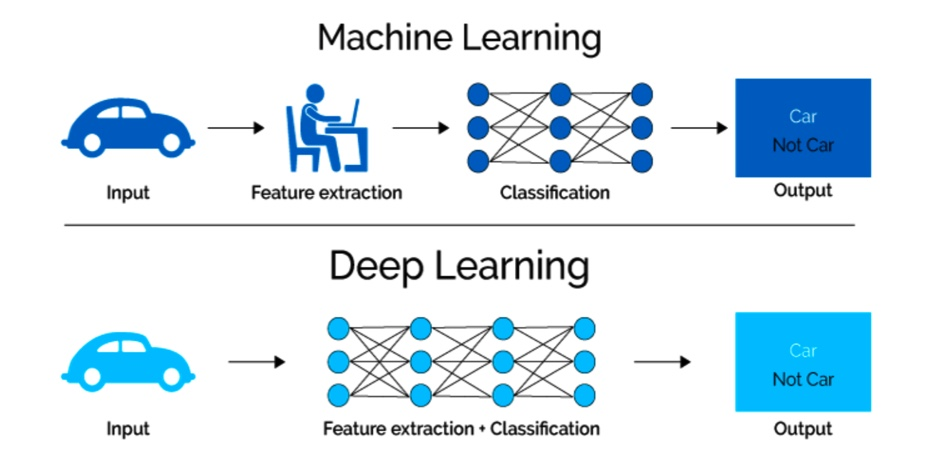 Machine Learning
Input
Feature extraction
Classification
Car
Not Car
Output
Deep Learning
Input
Feature extraction + Classification
Car
Not Car
Output